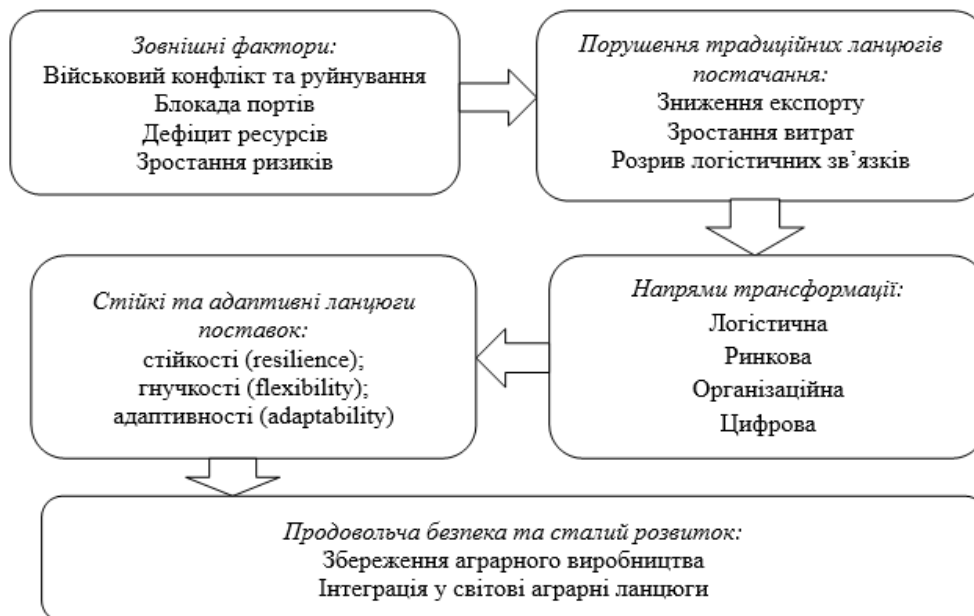 Зовнішні фактори:
Військовий конфлікт та руйнування
Блокада портів
Дефіцит ресурсів
Зростання ризиків
Порушення традиційних ланцюгів
постачання:
Зниження експорту
Зростання витрат
Розрив логістичних зв’язків
Напрями трансформації:
Логістична
Ринкова
Організаційна
Цифрова
Стійкі та адаптивні ланцюги
поставок:
стійкості (resilience);
гнучкості (flexibility);
адаптивності (adaptability)
Продовольча безпека та сталий розвиток:
Збереження аграрного виробництва
Інтеграція у світові аграрні ланцюги